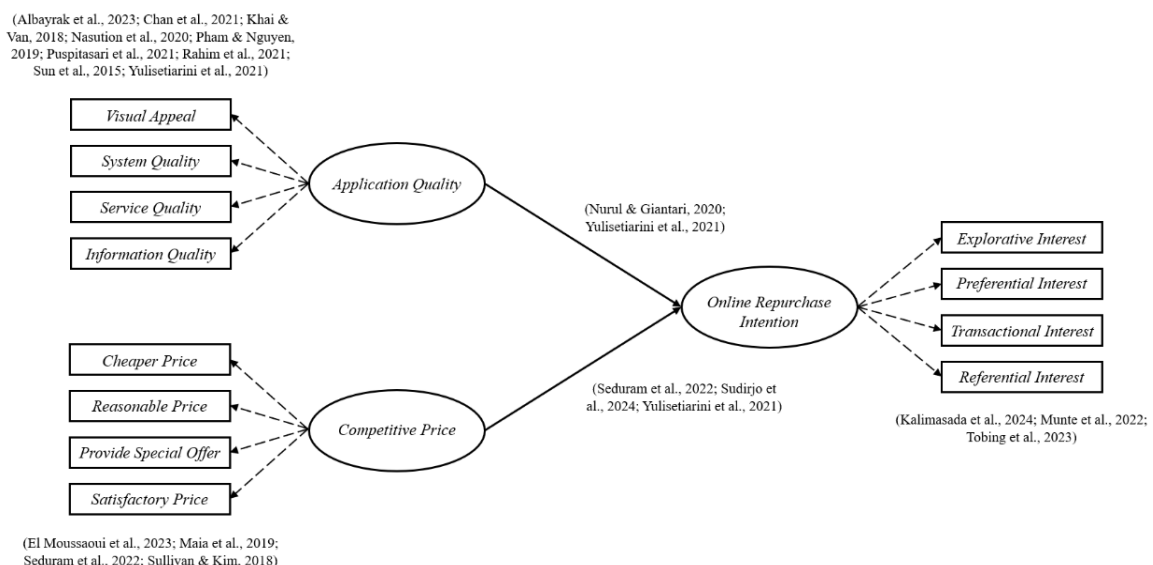 (Albayrak et al., 2023; Chan et al., 2021; Khai &
Van, 2018; Nasution et al., 2020; Pham & Nguyen,
2019; Puspitasari et al., 2021; Rahim et al., 2021;
Sun et al., 2015; Yulisetiarini et al., 2021)
Visual Appeal
System Quality
Service Quality
Information Quality
Application Quality
(Nurul & Giantari, 2020;
Yulisetiarini et al., 2021)
Online Repurchase
Intention
Explorative Interest
Preferential Interest
Transactional Interest
Referential Interest
(Kalimasada et al., 2024; Munte et al., 2022;
Tobing et al., 2023)
Cheaper Price
Reasonable Price
Provide Special Offer
Satisfactory Price
Competitive Price
(Seduram et al., 2022; Sudirjo et
al., 2024; Yulisetiarini et al., 2021)
(El Moussaoui et al., 2023; Maia et al., 2019;
Seduram et al., 2022; Sullivan & Kim, 2018)